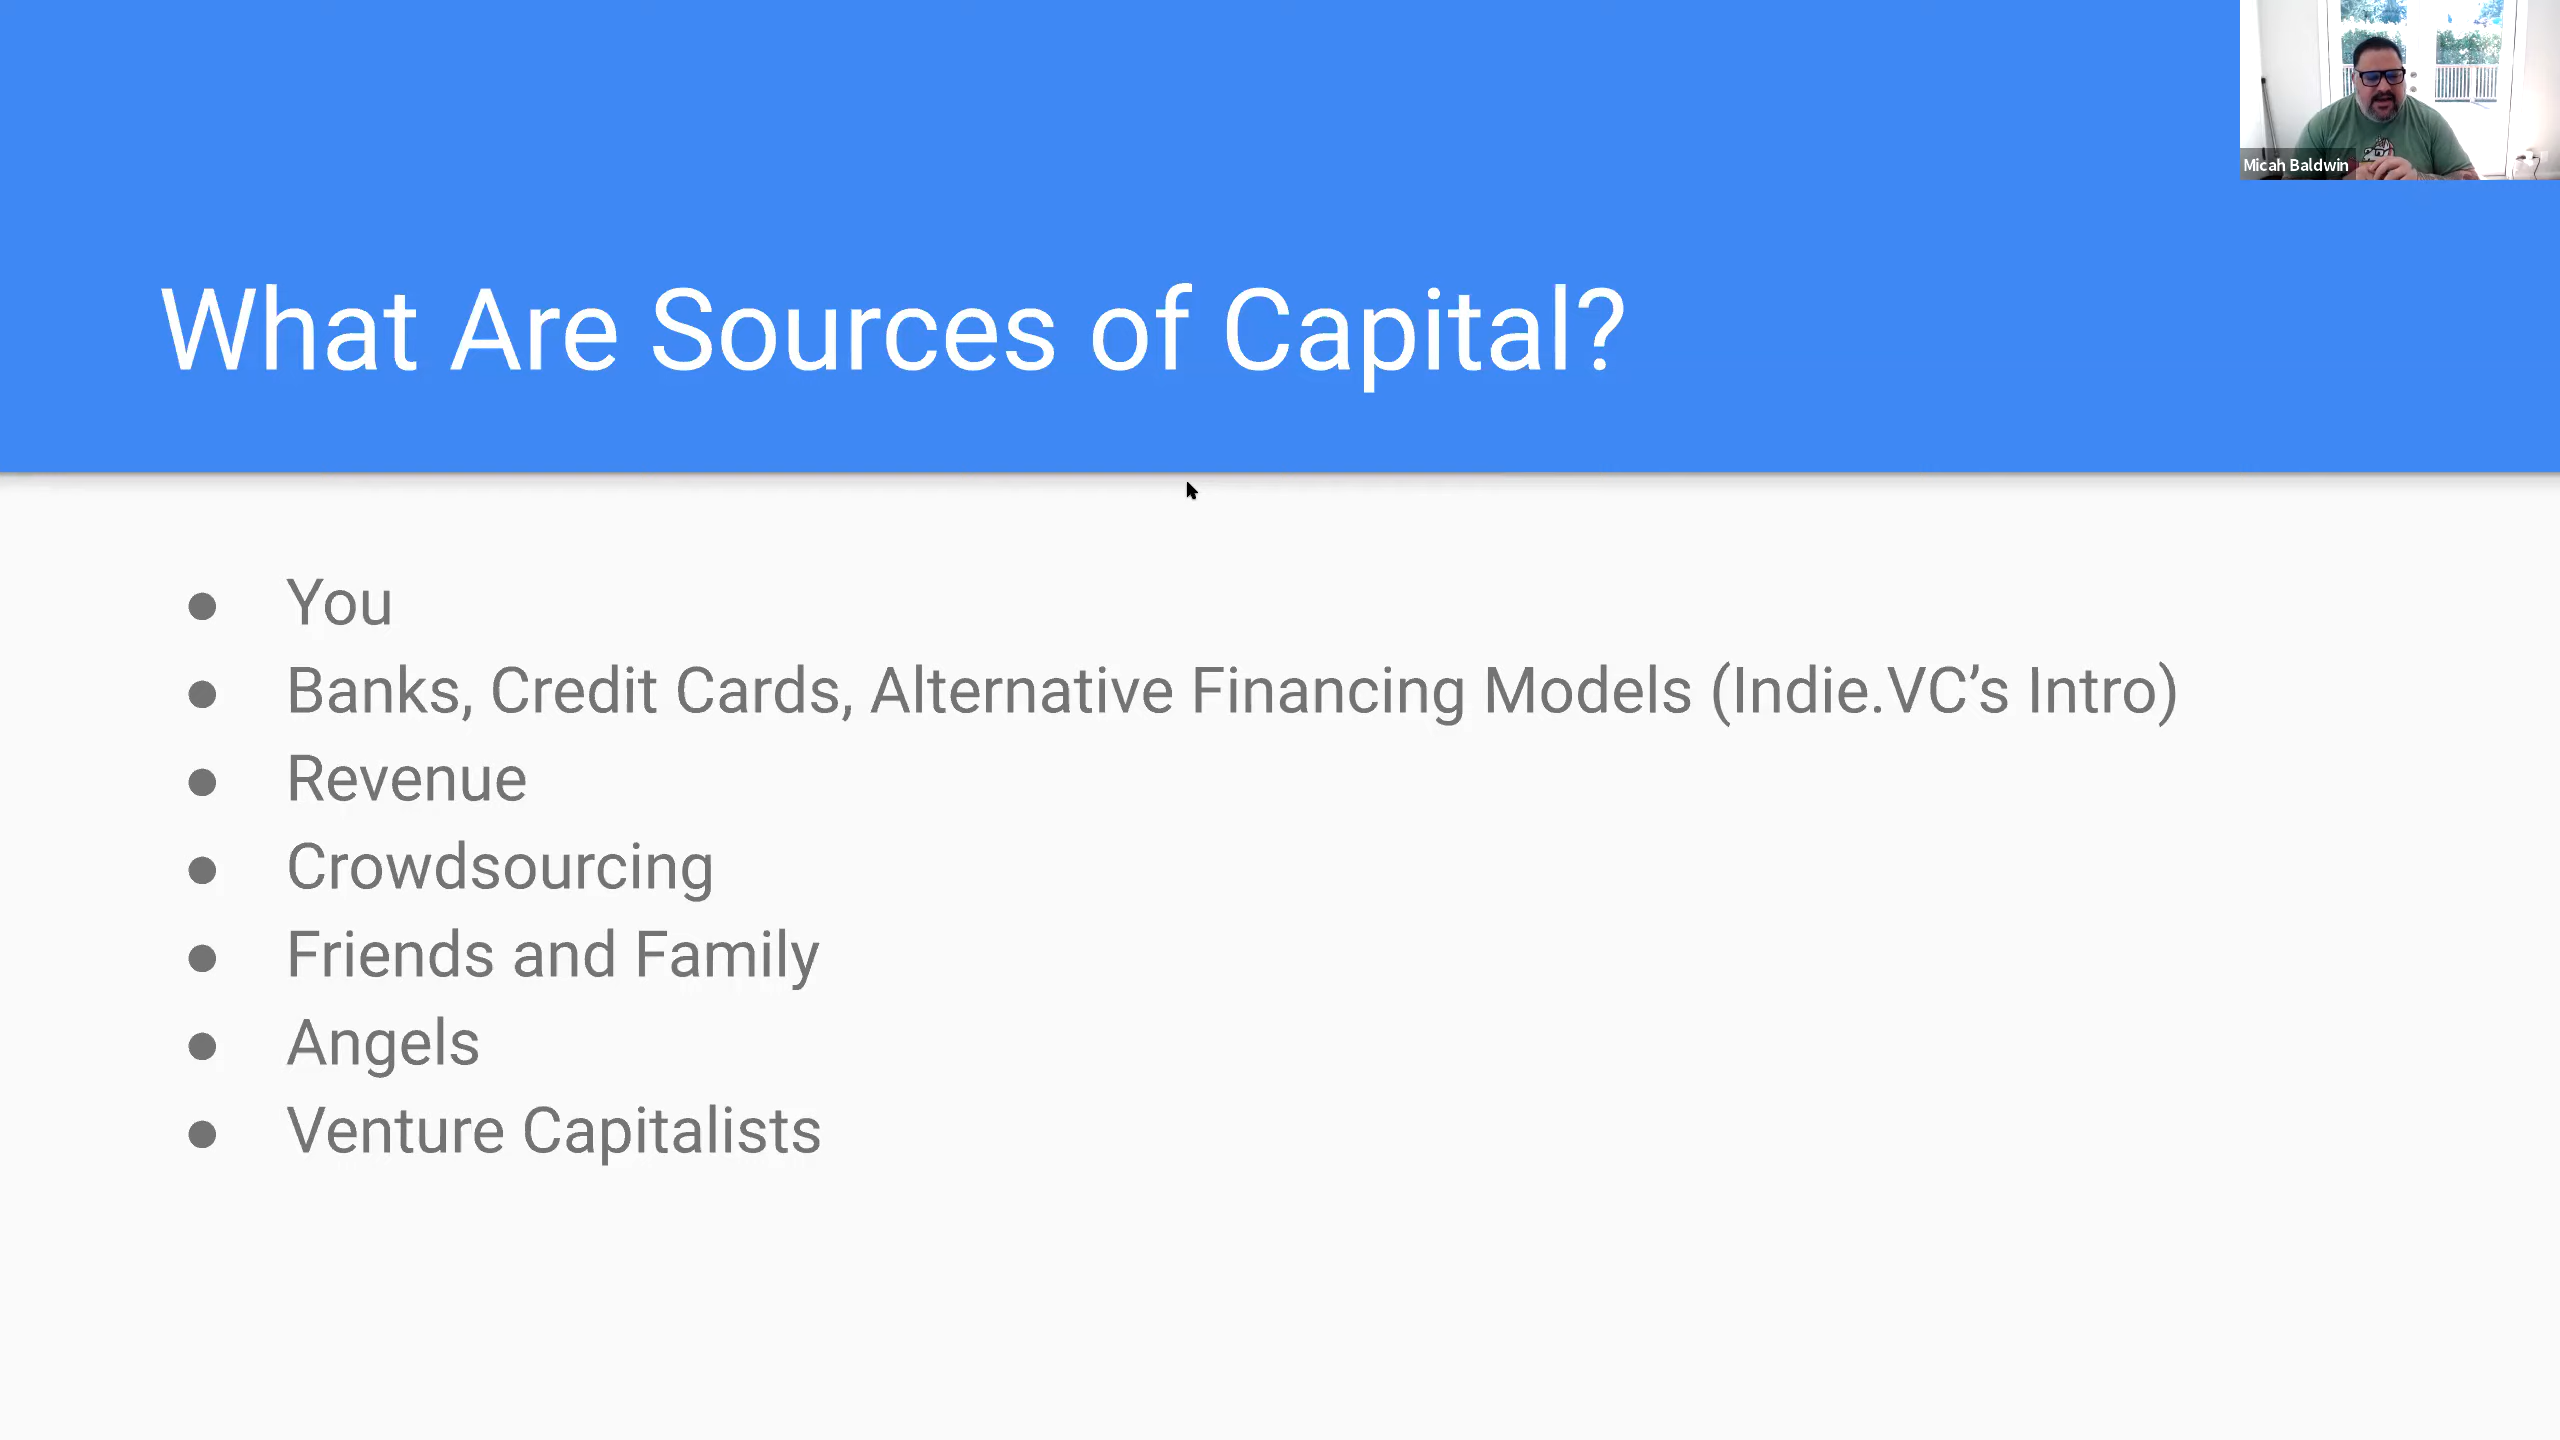 Micah Baldwin
What Are Sources of Capital?
● You
● Banks, Credit Cards, Alternative Financing Models (Indie.VC’s Intro)
● Revenue
● Crowdsourcing
● Friends and Family
● Angels
● Venture Capitalists